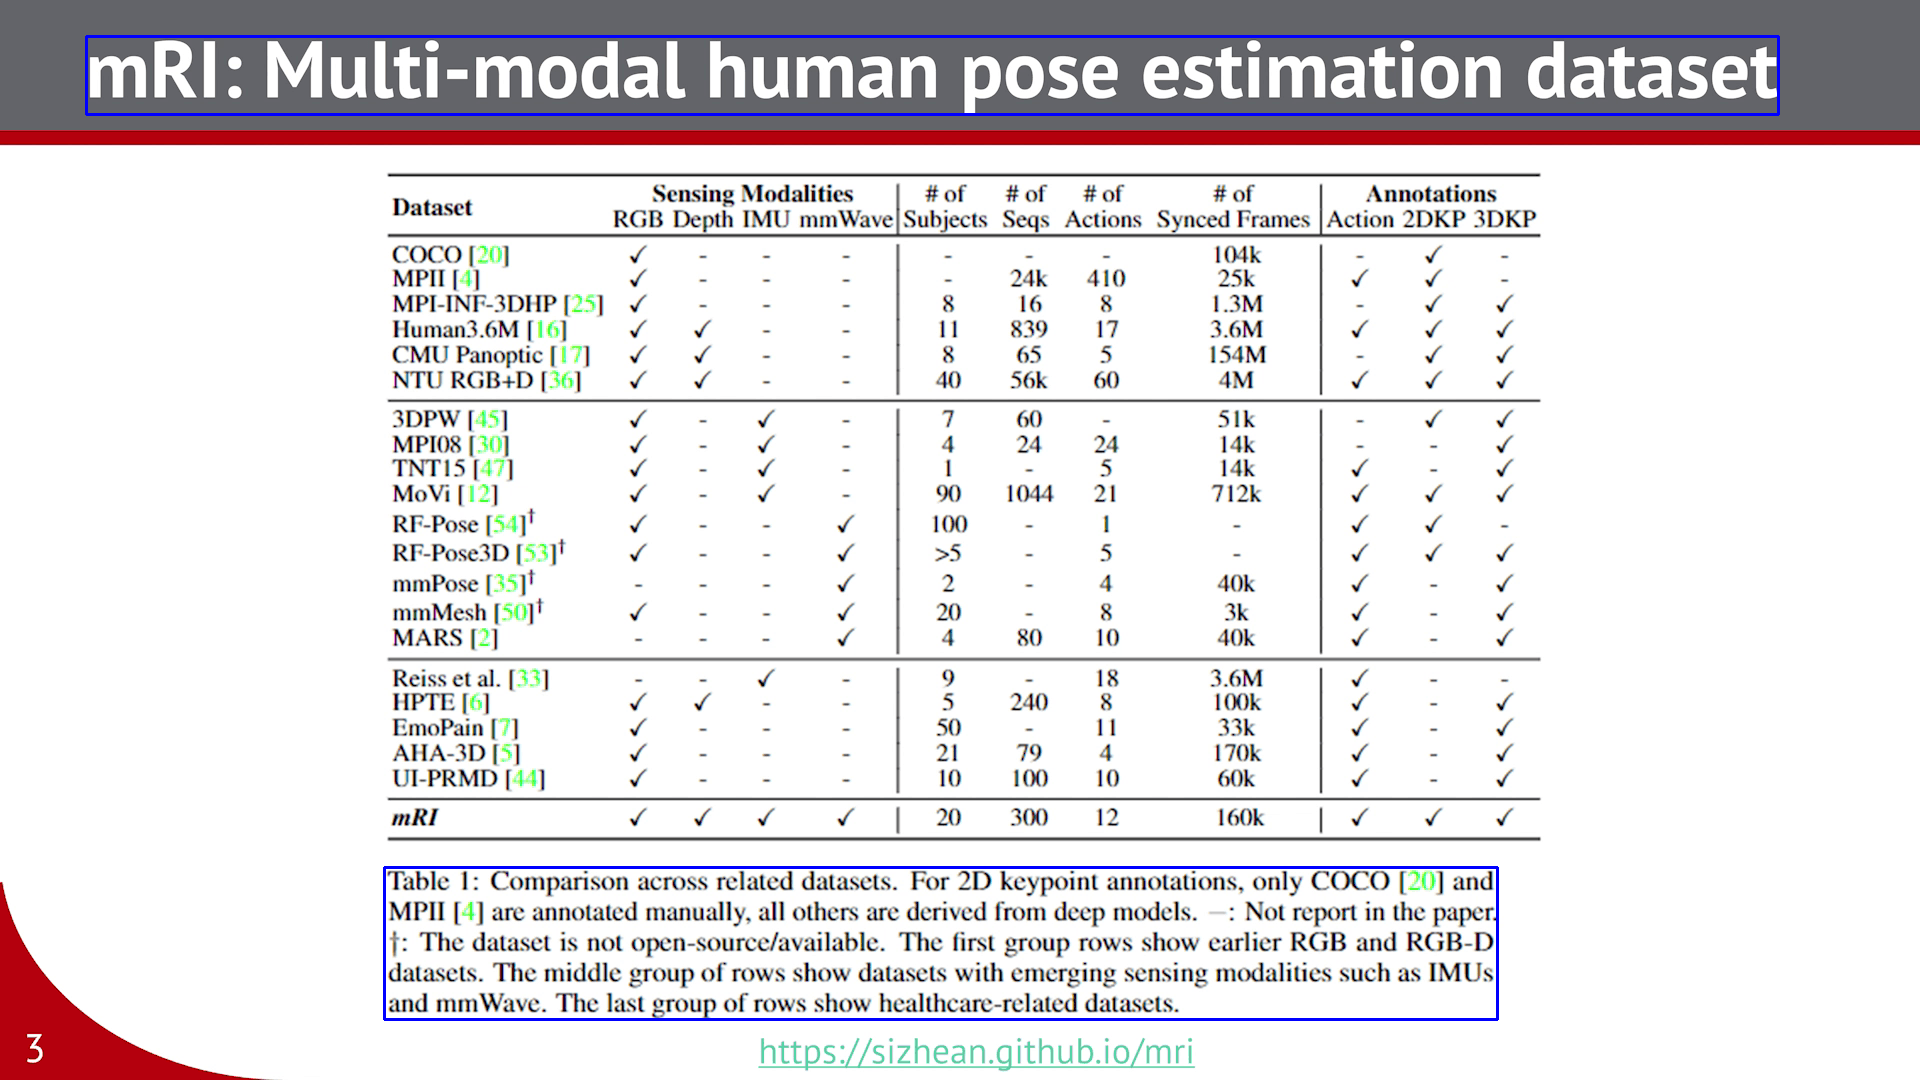 mRI: Multi-modal human pose estimation dataset
Sensing Modalities # of # of # of # of Annotations
Dataset
RGB Depth IMU mmWave Subjects Seqs Actions Synced Frames Action 2DKP 3DKP
COCO [20] ✓ - - - - - - 104k - ✓ -
MPII [4] ✓ - - - - 24k 410 25k ✓ ✓ -
MPI-INF-3DHP [25] ✓ - - - 8 16 8 1.3M - ✓ ✓
Human3.6M [16] ✓ ✓ - - 11 839 17 3.6M ✓ ✓ ✓
CMU Panoptic [17] ✓ ✓ - - 8 65 5 154M - ✓ ✓
NTU RGB+D [36] ✓ ✓ - - 40 56k 60 4M ✓ ✓ ✓
3DPW [45] ✓ - ✓ - 7 60 - 51k - ✓ ✓
MPI08 [30] ✓ - ✓ - 4 24 24 14k - - ✓
TNT15 [47] ✓ - ✓ - 1 - 5 14k ✓ - ✓
MoVi [12] ✓ - ✓ - 90 1044 21 712k ✓ ✓ ✓
RF-Pose [54]† ✓ - - ✓ 100 - 1 - ✓ ✓ -
RF-Pose3D [53]† ✓ - - ✓ >5 - 5 - ✓ ✓ ✓
mmPose [35]† - - - ✓ 2 - 4 40k ✓ - ✓
mmMesh [50]† ✓ - - ✓ 20 - 8 3k ✓ - ✓
MARS [2] - - - ✓ 4 80 10 40k ✓ - ✓
Reiss et al. [33] - - ✓ - 9 - 18 3.6M ✓ - -
HPTE [6] ✓ ✓ - - 5 240 8 100k ✓ - ✓
EmoPain [7] ✓ - - - 50 - 11 33k ✓ - ✓
AHA-3D [5] ✓ - - - 21 79 4 170k ✓ - ✓
UI-PRMD [44] ✓ - - - 10 100 10 60k ✓ - ✓
mRI ✓ ✓ ✓ ✓ 20 300 12 160k ✓ ✓ ✓
Table 1: Comparison across related datasets. For 2D keypoint annotations, only COCO [20] and
MPII [4] are annotated manually, all others are derived from deep models. −: Not report in the paper.
†: The dataset is not open-source/available. The first group rows show earlier RGB and RGB-D
datasets. The middle group of rows show datasets with emerging sensing modalities such as IMUs
and mmWave. The last group of rows show healthcare-related datasets.
3
https://sizhean.github.io/mri